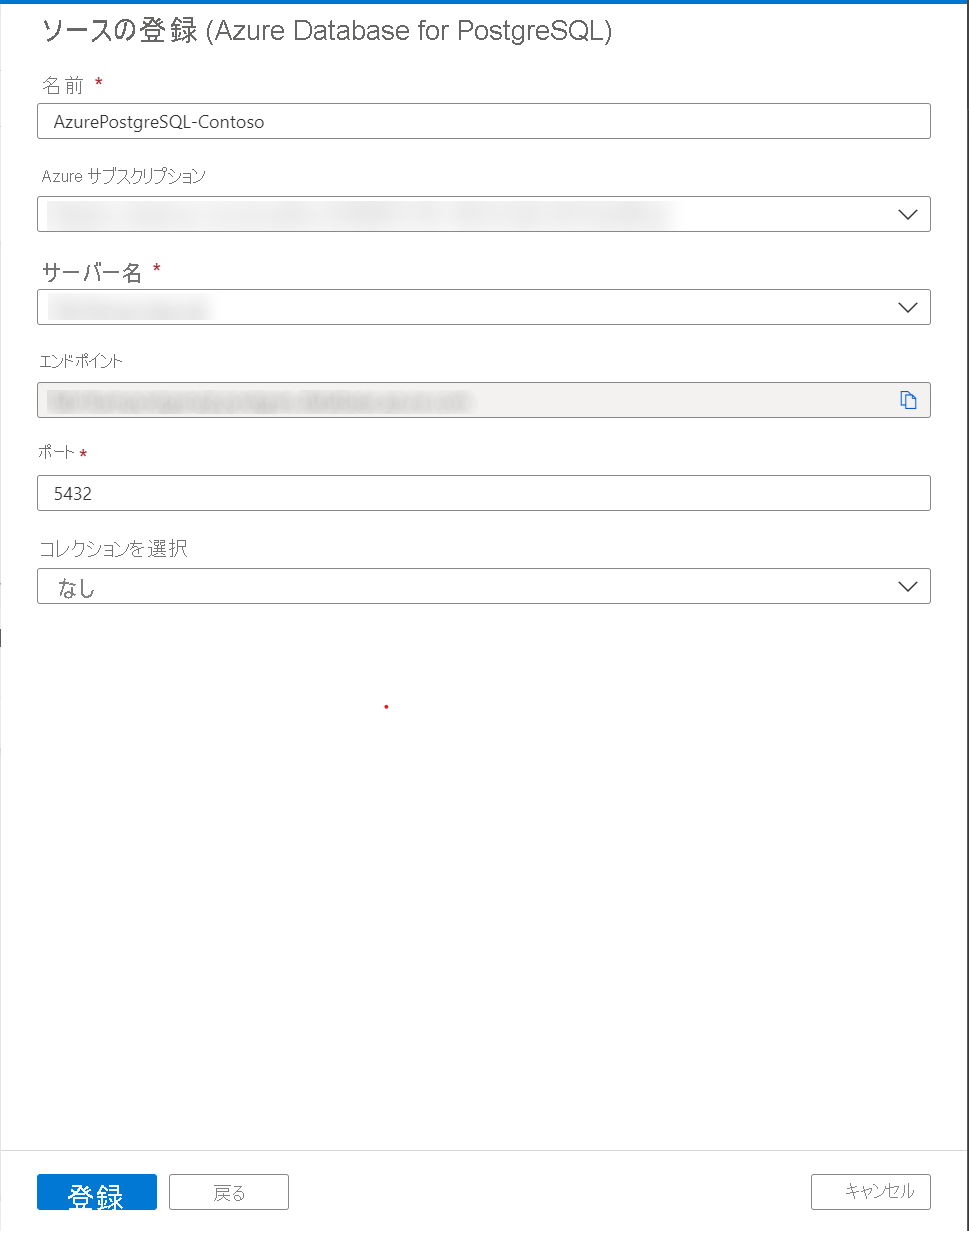 ソースの登録 (Azure Database for PostgreSQL)
名前 *
AzurePostgreSQL-Contoso
Azure サブスクリプション
サーバー名 *
エンドポイント
ポート *
5432
コレクションを選択
なし
登録
戻る
キャンセル